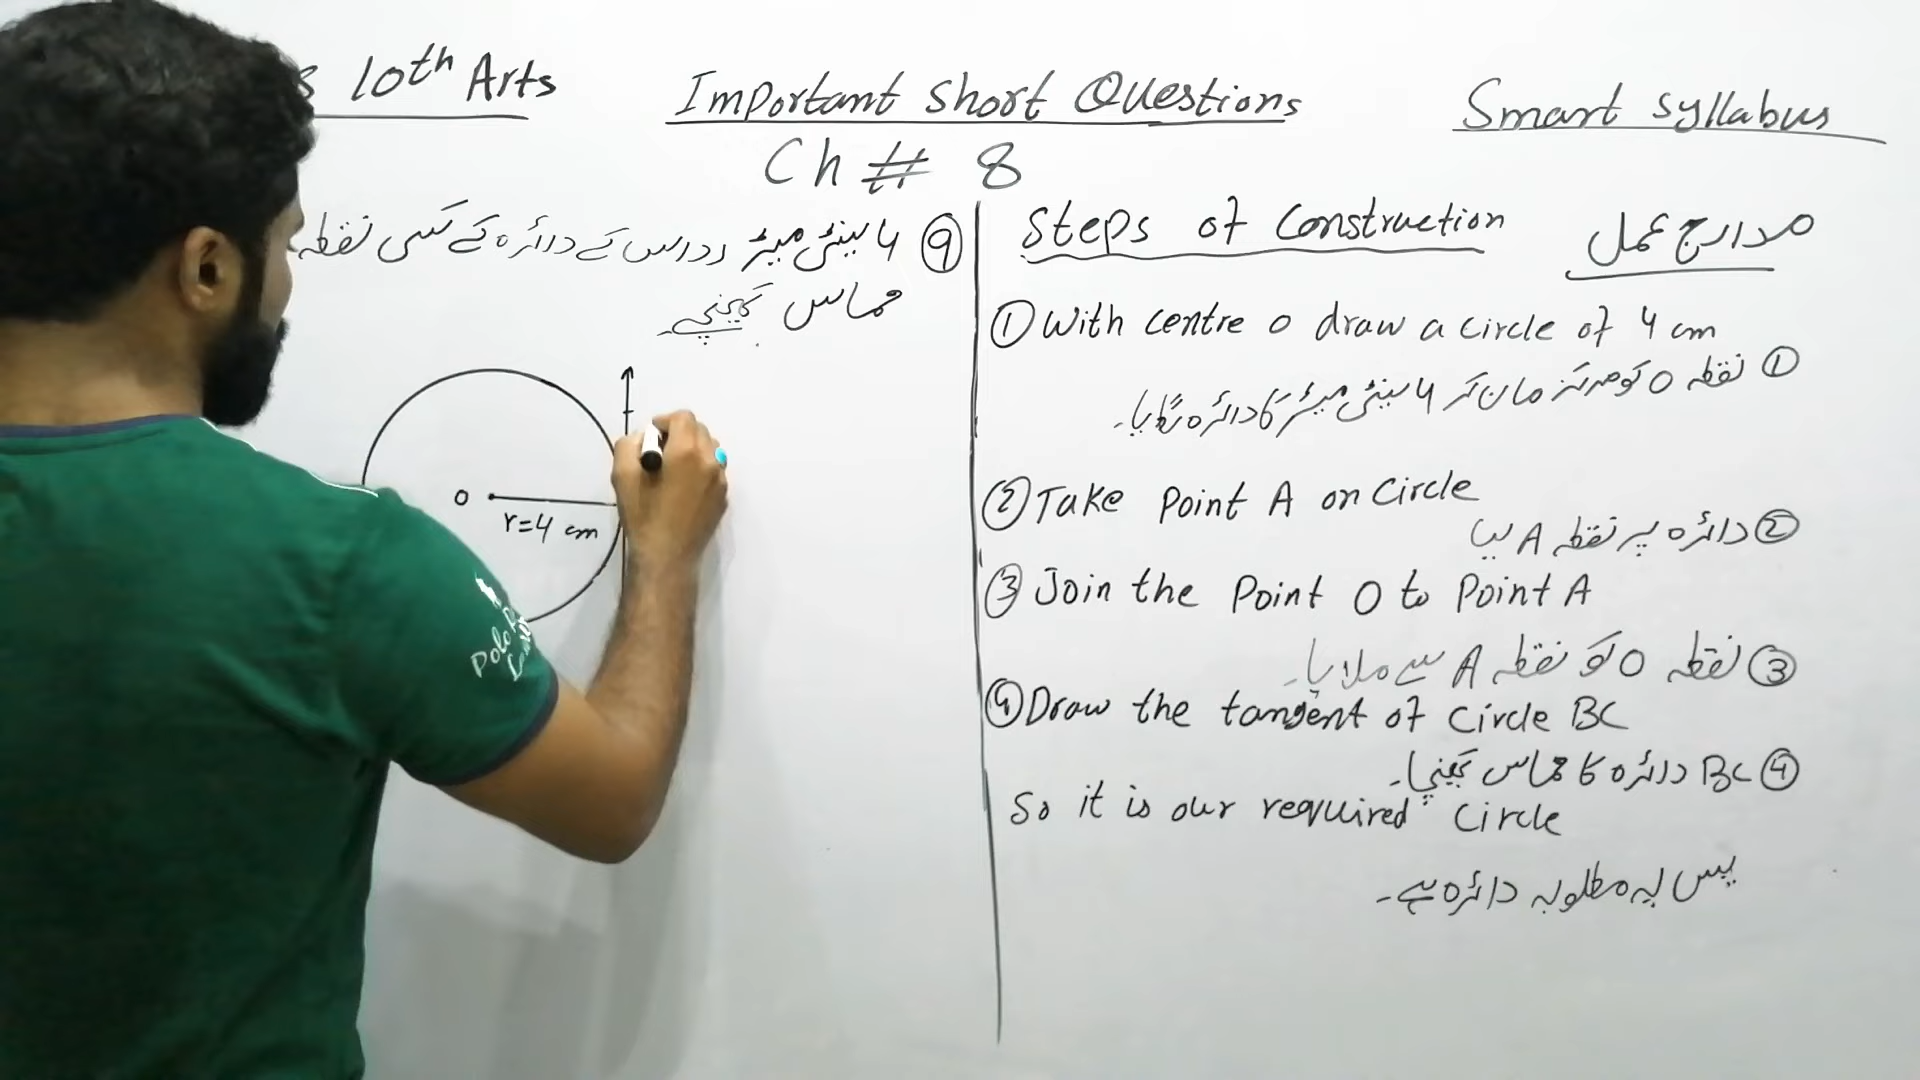 10th Arts
Important Short Questions
Smart Syllabus
Ch # 8
⑨ 4 سینٹی میٹر رداس کے دائرہ کے کسی نقطہ
مماس کھینچیے۔
O
r=4 cm
Steps of Construction
مدارج عمل
① With centre O draw a circle of 4 cm
① نقطہ O کو مرکز مان کر 4 سینٹی میٹر کا دائرہ لگایا۔
② Take Point A on Circle
② دائرہ پر نقطہ A لیا
③ Join the Point O to Point A
③ نقطہ O کو نقطہ A سے ملایا۔
④ Draw the tangent of Circle BC
④ BC دائرہ کا مماس کھینچا۔
So it is our required Circle
پس یہ مطلوبہ دائرہ ہے۔
Polo R